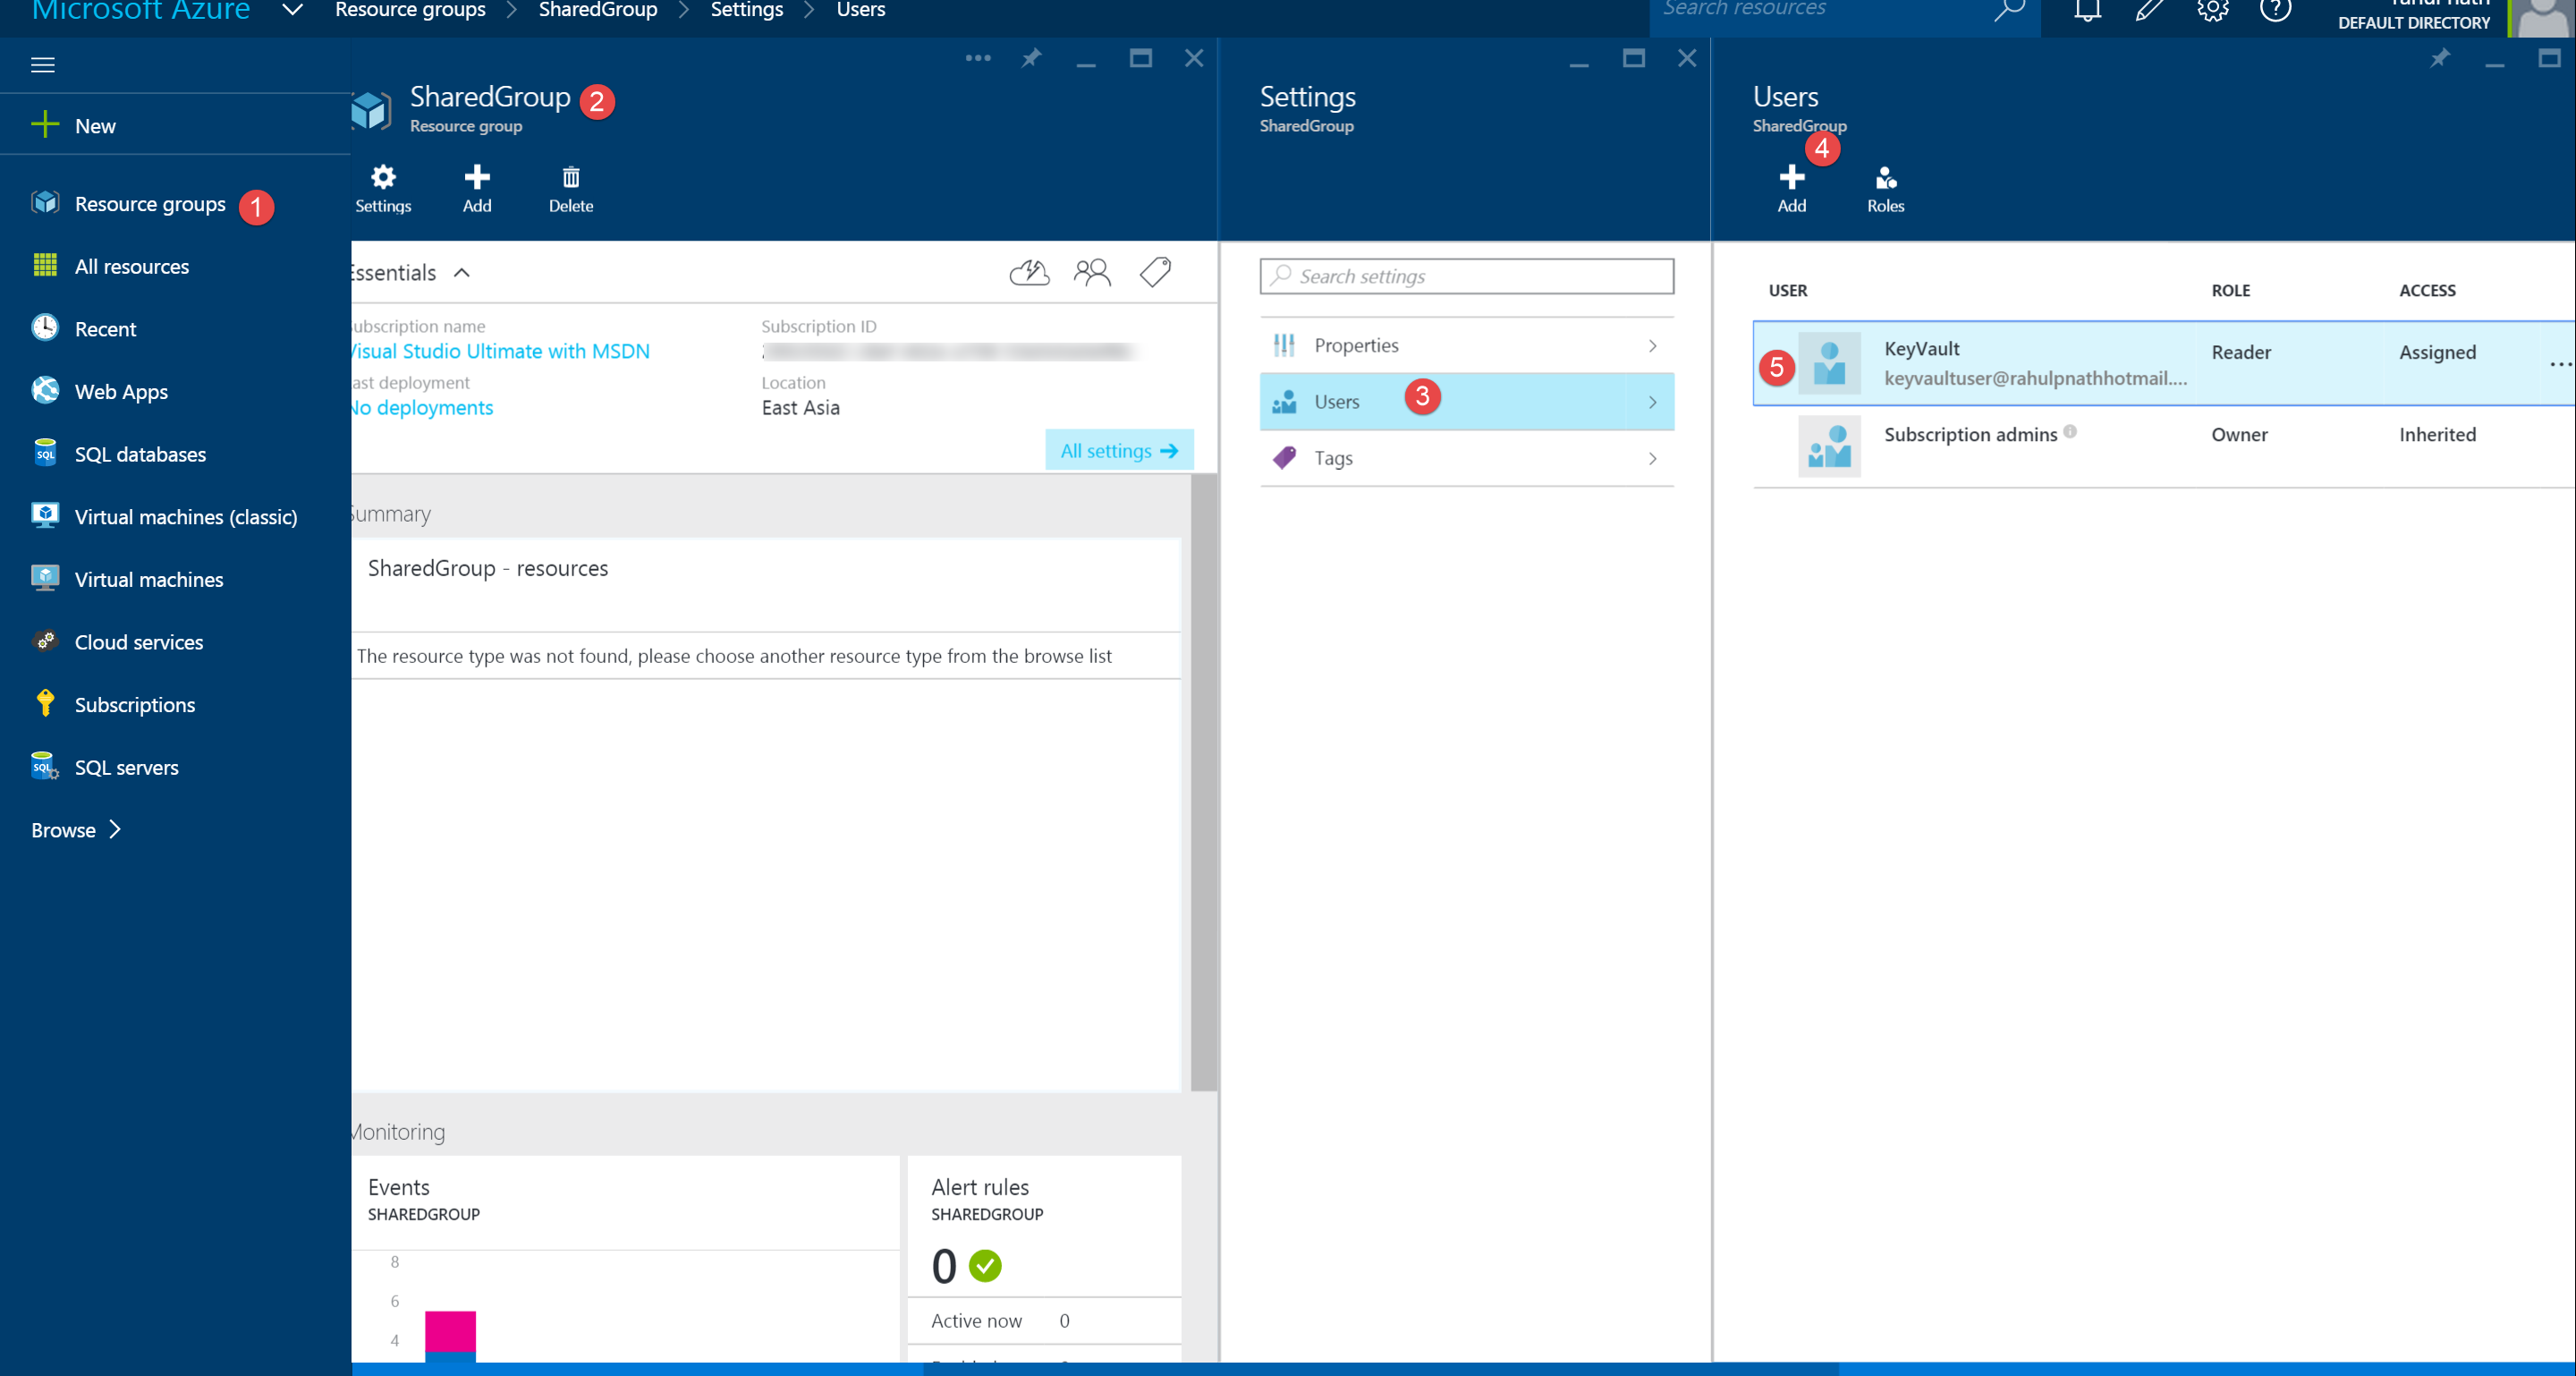 Microsoft Azure
Resource groups
SharedGroup
Settings
Users
Search resources
DEFAULT DIRECTORY
New
Resource groups 1
All resources
Recent
Web Apps
SQL databases
Virtual machines (classic)
Virtual machines
Cloud services
Subscriptions
SQL servers
Browse
SharedGroup 2
Resource group
Settings
Add
Delete
Essentials
Subscription name
Visual Studio Ultimate with MSDN
Subscription ID
Last deployment
No deployments
Location
East Asia
All settings
Summary
SharedGroup - resources
The resource type was not found, please choose another resource type from the browse list
Monitoring
Events
SHAREDGROUP
8
6
4
Alert rules
SHAREDGROUP
0
Active now 0
Settings
SharedGroup
Search settings
Properties
Users 3
Tags
Users
SharedGroup
4
Add
Roles
USER ROLE ACCESS
5 KeyVault Reader Assigned
keyvaultuser@rahulpnathhotmail....
Subscription admins Owner Inherited